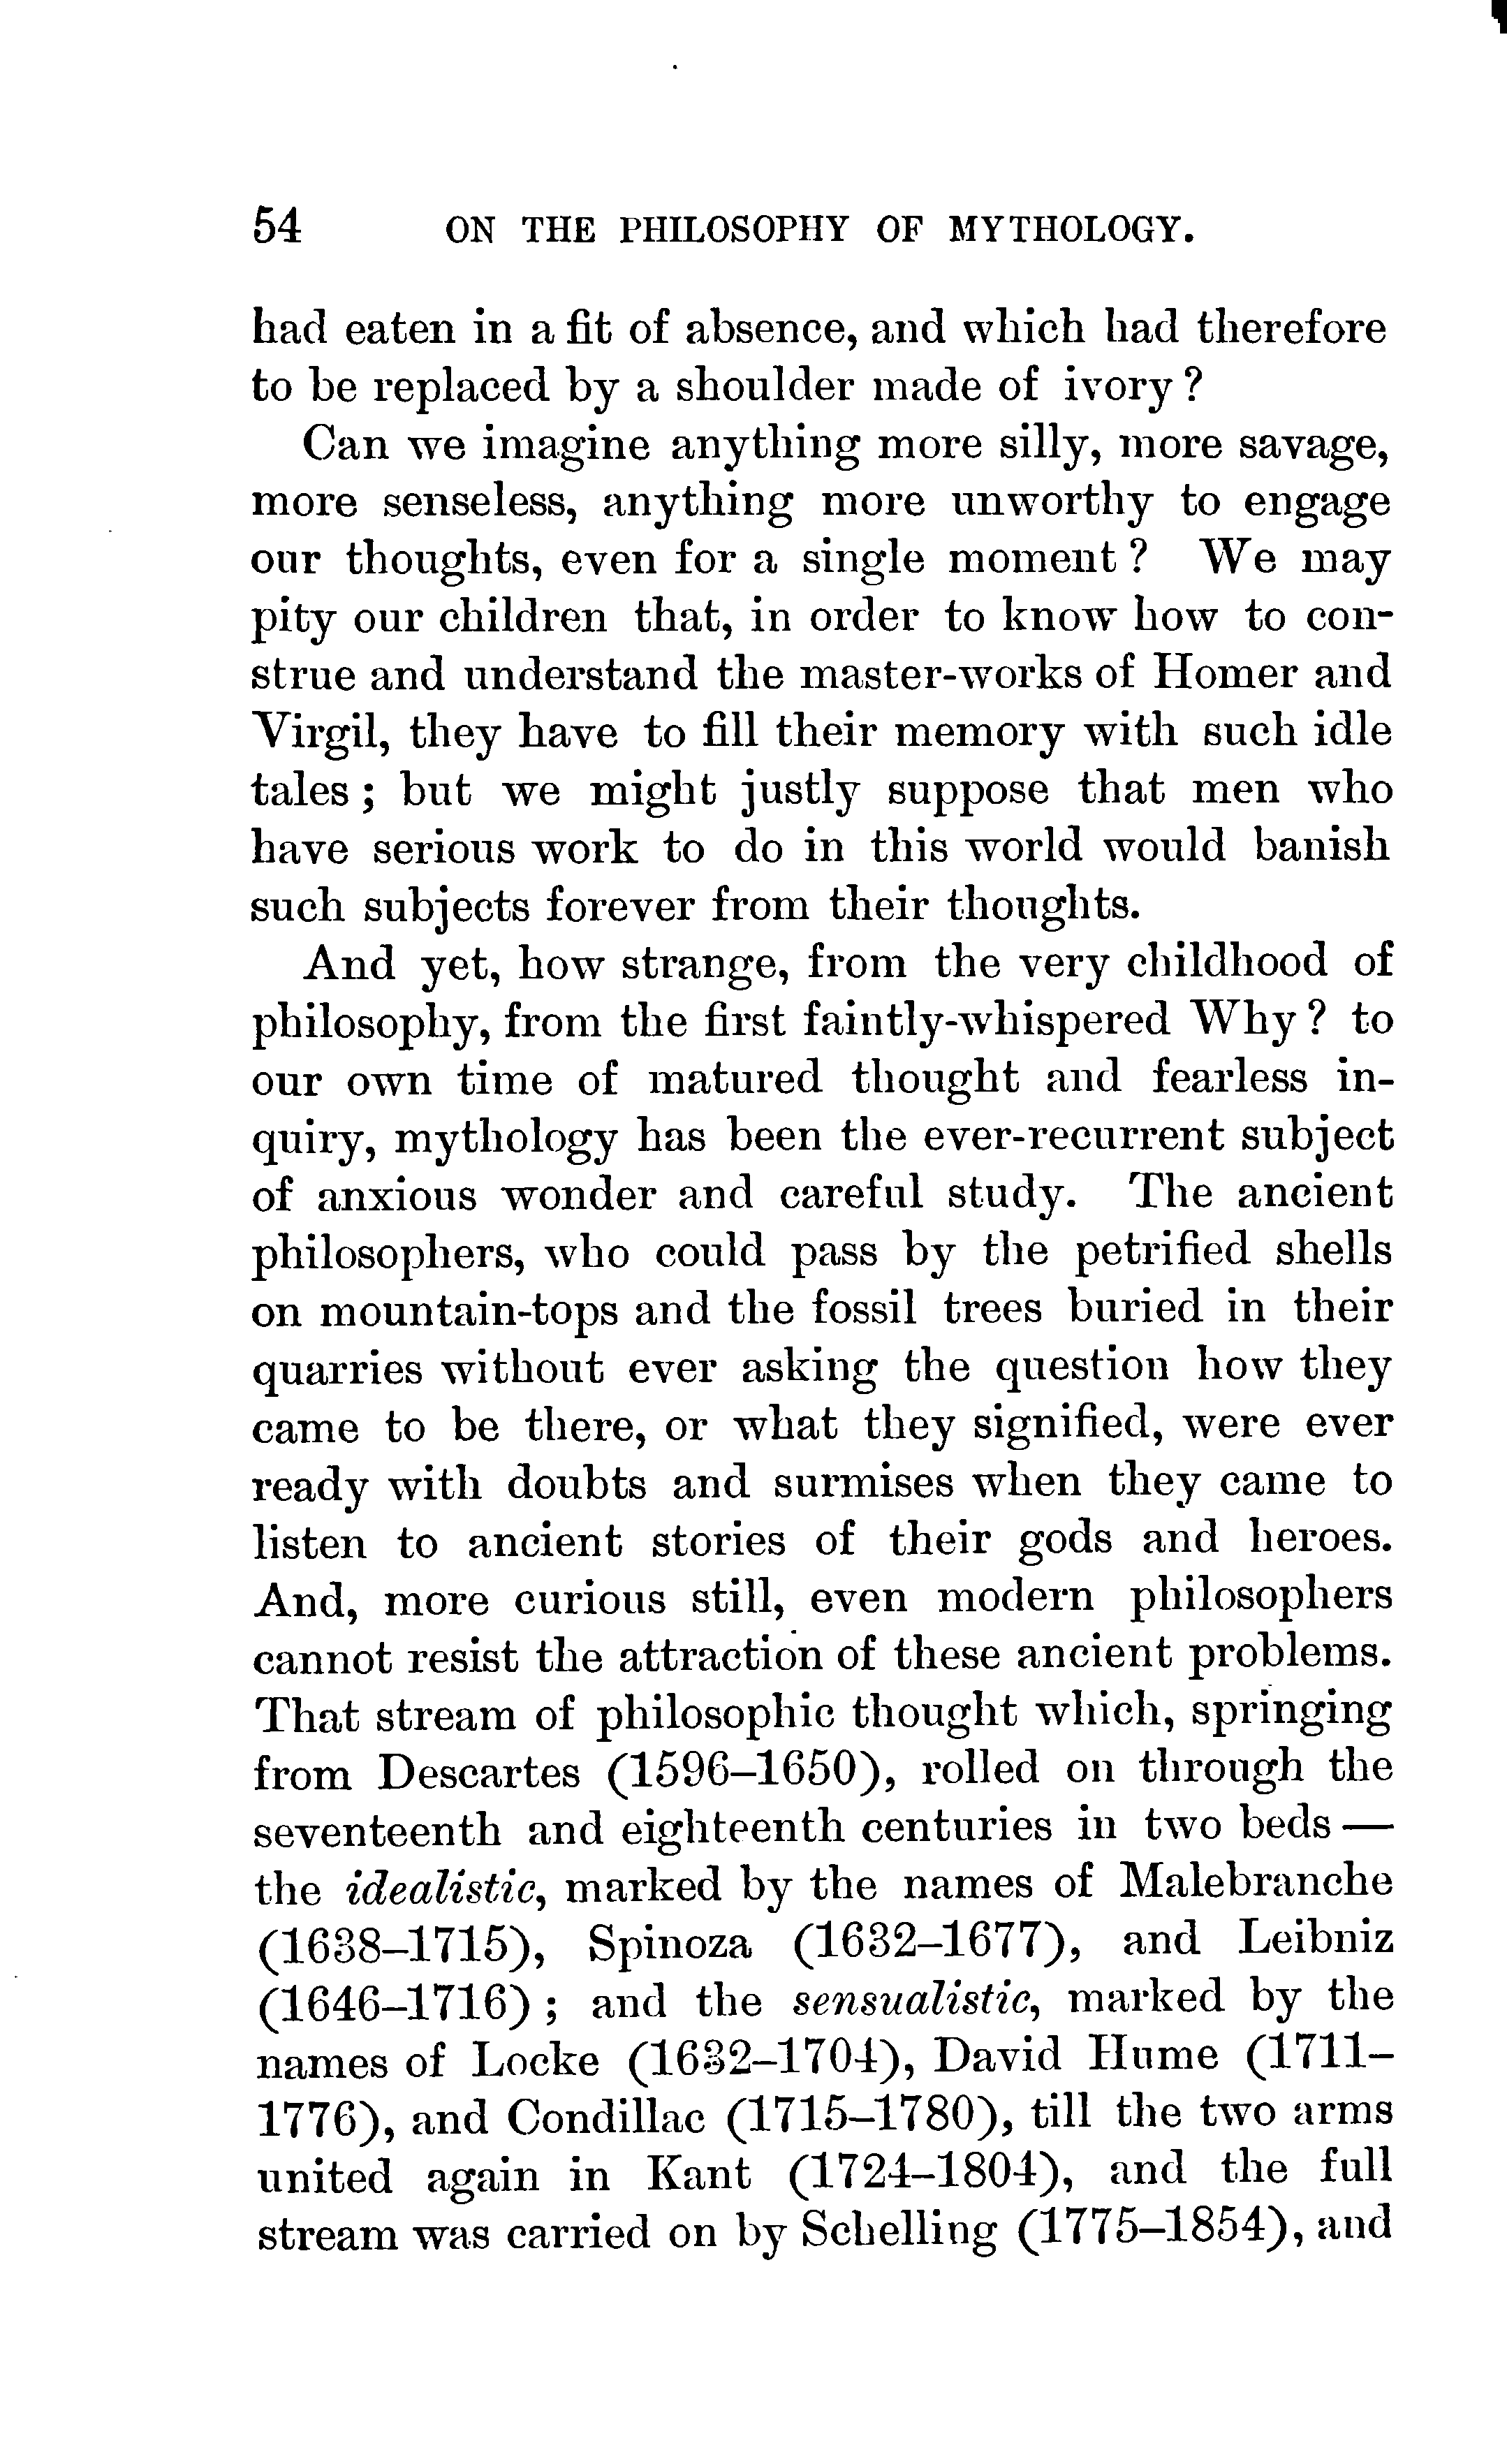 54 ON THE PHILOSOPHY OF MYTHOLOGY.
had eaten in a fit of absence, and which had therefore
to be replaced by a shoulder made of ivory ?
Can we imagine anything more silly, more savage,
more senseless, anything more unworthy to engage
our thoughts, even for a single moment ? We may
pity our children that, in order to know how to con-
strue and understand the master-works of Homer and
Virgil, they have to fill their memory with such idle
tales ; but we might justly suppose that men who
have serious work to do in this world would banish
such subjects forever from their thoughts.
And yet, how strange, from the very childhood of
philosophy, from the first faintly-whispered Why ? to
our own time of matured thought and fearless in-
quiry, mythology has been the ever-recurrent subject
of anxious wonder and careful study. The ancient
philosophers, who could pass by the petrified shells
on mountain-tops and the fossil trees buried in their
quarries without ever asking the question how they
came to be there, or what they signified, were ever
ready with doubts and surmises when they came to
listen to ancient stories of their gods and heroes.
And, more curious still, even modern philosophers
cannot resist the attraction of these ancient problems.
That stream of philosophic thought which, springing
from Descartes (1596–1650), rolled on through the
seventeenth and eighteenth centuries in two beds —
the idealistic, marked by the names of Malebranche
(1638–1715), Spinoza (1632–1677), and Leibniz
(1646–1716) ; and the sensualistic, marked by the
names of Locke (1632–1704), David Hume (1711–
1776), and Condillac (1715–1780), till the two arms
united again in Kant (1724–1804), and the full
stream was carried on by Schelling (1775–1854), and